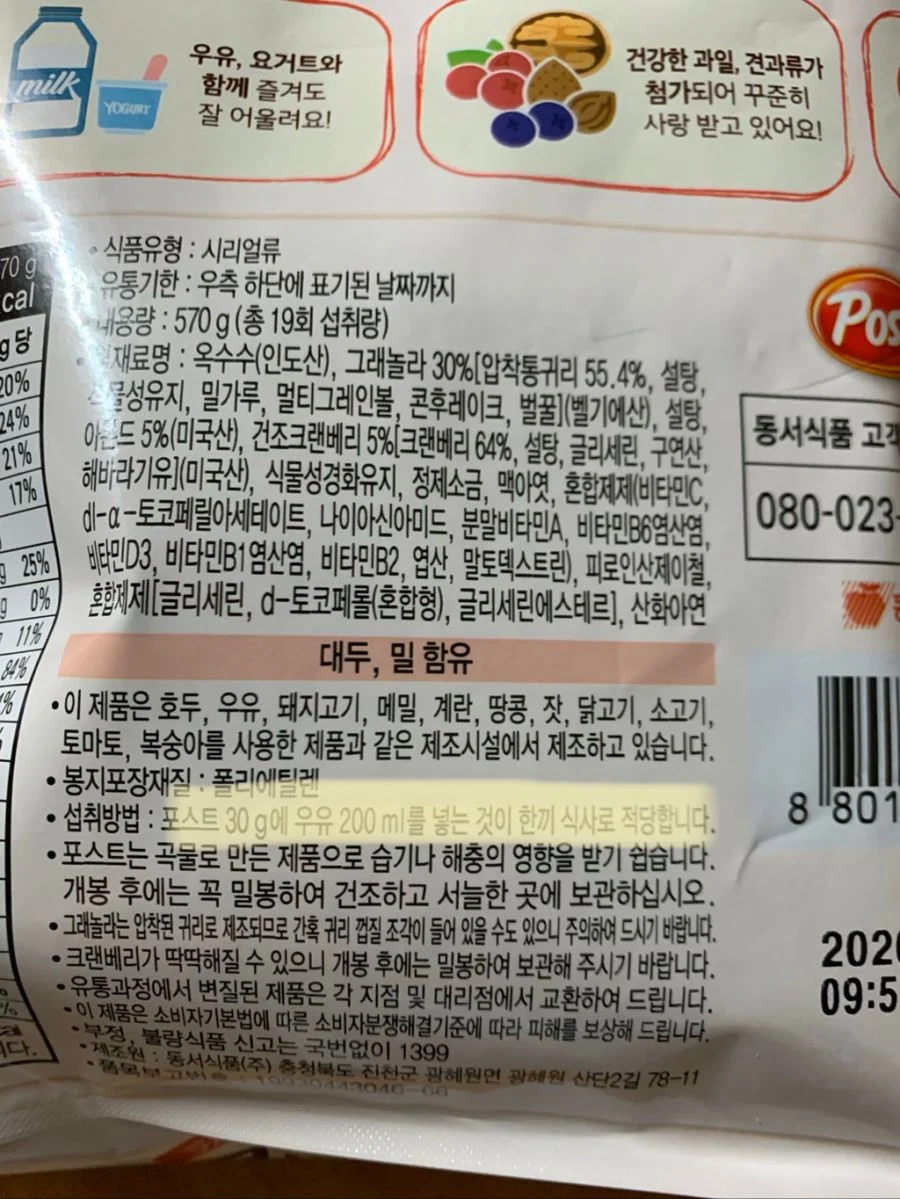 milk
YOGURT
우유, 요거트와
함께 즐겨도
잘 어울려요!
건강한 과일, 견과류가
첨가되어 꾸준히
사랑 받고 있어요!
70 g
cal
g 당
20%
24%
21%
17%
g 25%
g 0%
11%
84%
%
다.
• 식품유형 : 시리얼류
유통기한 : 우측 하단에 표기된 날짜까지
내용량 : 570 g (총 19회 섭취량)
• 원재료명 : 옥수수(인도산), 그래놀라 30%[압착통귀리 55.4%, 설탕,
식물성유지, 밀가루, 멀티그레인볼, 콘후레이크, 벌꿀](벨기에산), 설탕,
아몬드 5%(미국산), 건조크랜베리 5%[크랜베리 64%, 설탕, 글리세린, 구연산,
해바라기유](미국산), 식물성경화유지, 정제소금, 맥아엿, 혼합제제(비타민C,
dl-α-토코페릴아세테이트, 나이아신아미드, 분말비타민A, 비타민B6염산염,
비타민D3, 비타민B1염산염, 비타민B2, 엽산, 말토덱스트린), 피로인산제이철,
혼합제제[글리세린, d-토코페롤(혼합형), 글리세린에스테르], 산화아연
대두, 밀 함유
• 이 제품은 호두, 우유, 돼지고기, 메밀, 계란, 땅콩, 잣, 닭고기, 소고기,
토마토, 복숭아를 사용한 제품과 같은 제조시설에서 제조하고 있습니다.
• 봉지포장재질 : 폴리에틸렌
• 섭취방법 : 포스트 30 g에 우유 200 ml를 넣는 것이 한끼 식사로 적당합니다.
• 포스트는 곡물로 만든 제품으로 습기나 해충의 영향을 받기 쉽습니다.
개봉 후에는 꼭 밀봉하여 건조하고 서늘한 곳에 보관하십시오.
• 그래놀라는 압착된 귀리로 제조되므로 간혹 귀리 껍질 조각이 들어 있을 수도 있으니 주의하여 드시기 바랍니다.
• 크랜베리가 딱딱해질 수 있으니 개봉 후에는 밀봉하여 보관해 주시기 바랍니다.
• 유통과정에서 변질된 제품은 각 지점 및 대리점에서 교환하여 드립니다.
• 이 제품은 소비자기본법에 따른 소비자분쟁해결기준에 따라 피해를 보상해 드립니다.
• 부정, 불량식품 신고는 국번없이 1399
• 제조원 : 동서식품(주) 충청북도 진천군 광혜원면 광혜원 산단2길 78-11
• 품목보고번호 : 19930443046-66
Pos
동서식품 고객
080-023-
8 801
2020
09:5